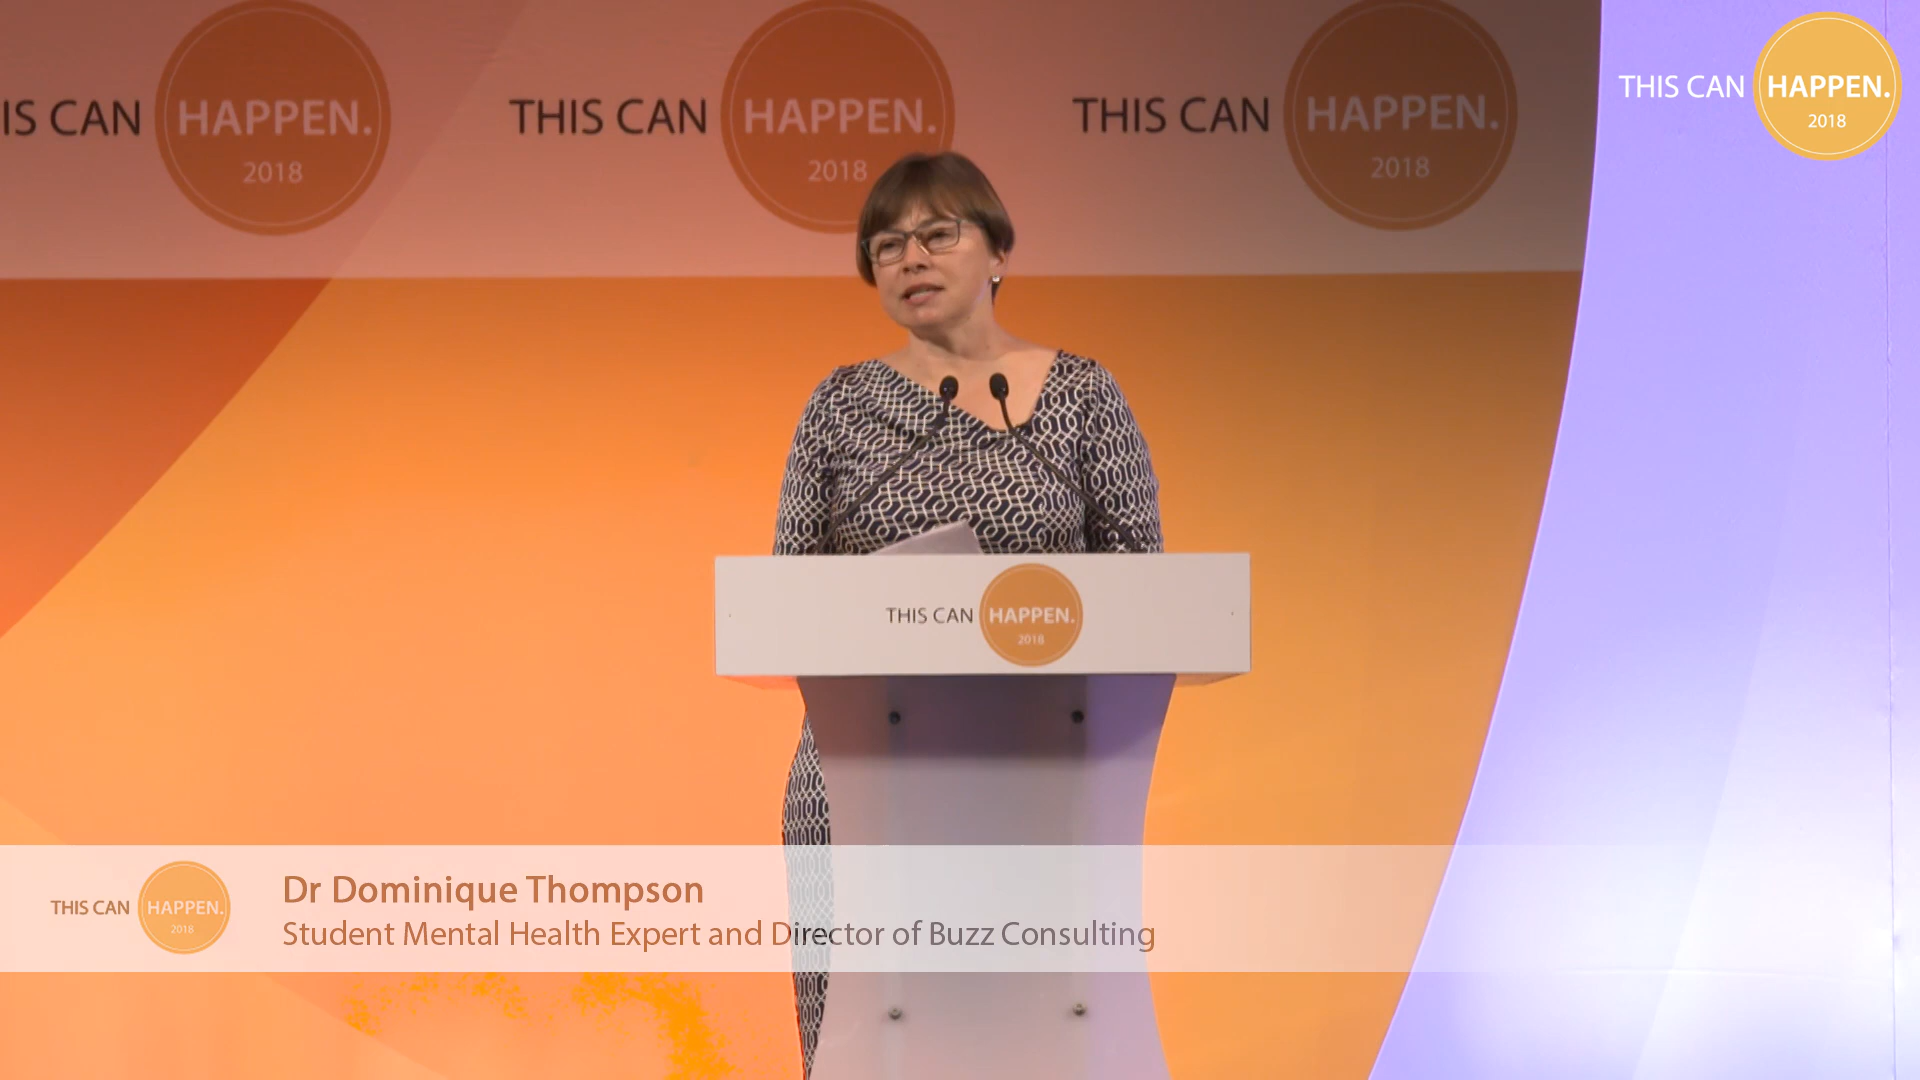 IS CAN HAPPEN.
2018
THIS CAN HAPPEN.
2018
THIS CAN HAPPEN.
2018
THIS CAN HAPPEN.
2018
THIS CAN HAPPEN.
2018
THIS CAN HAPPEN.
2018
Dr Dominique Thompson
Student Mental Health Expert and Director of Buzz Consulting